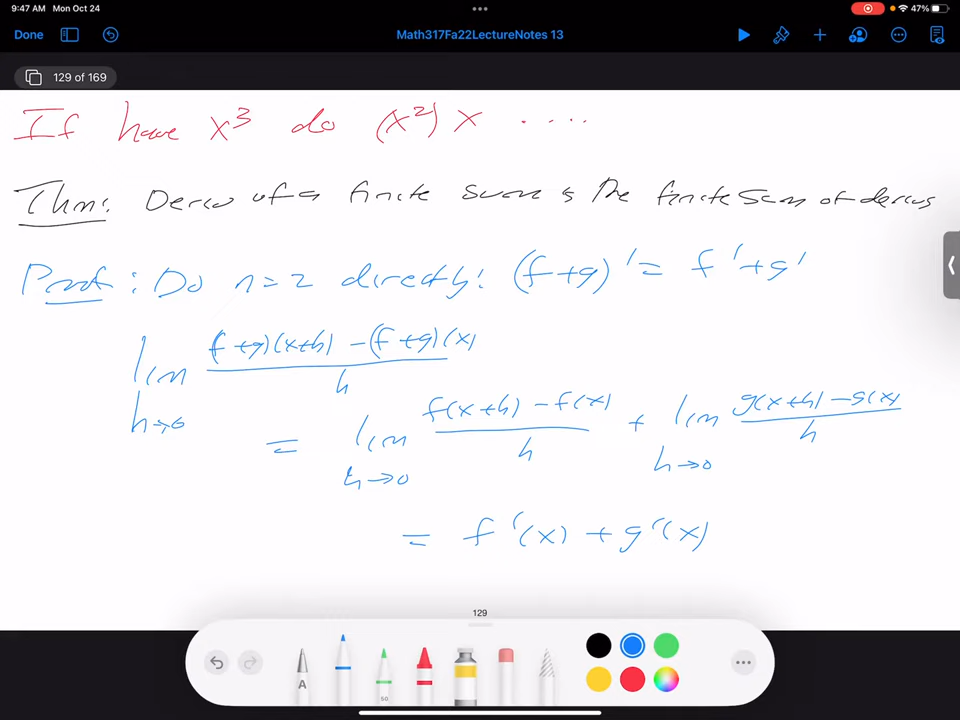 9:47 AM Mon Oct 24
47%
Done
Math317Fa22LectureNotes 13
129 of 169
If have x³ do (x²) x ....
Thm: Deriv of a finite sum is the finite sum of derivs
Proof: Do n=2 directly: (f+g)' = f'+g'
lim h→0 ((f+g)(x+h) - (f+g)(x))/h
= lim h→0 (f(x+h) - f(x))/h + lim h→0 (g(x+h) - g(x))/h
= f'(x) + g'(x)
129
A
50